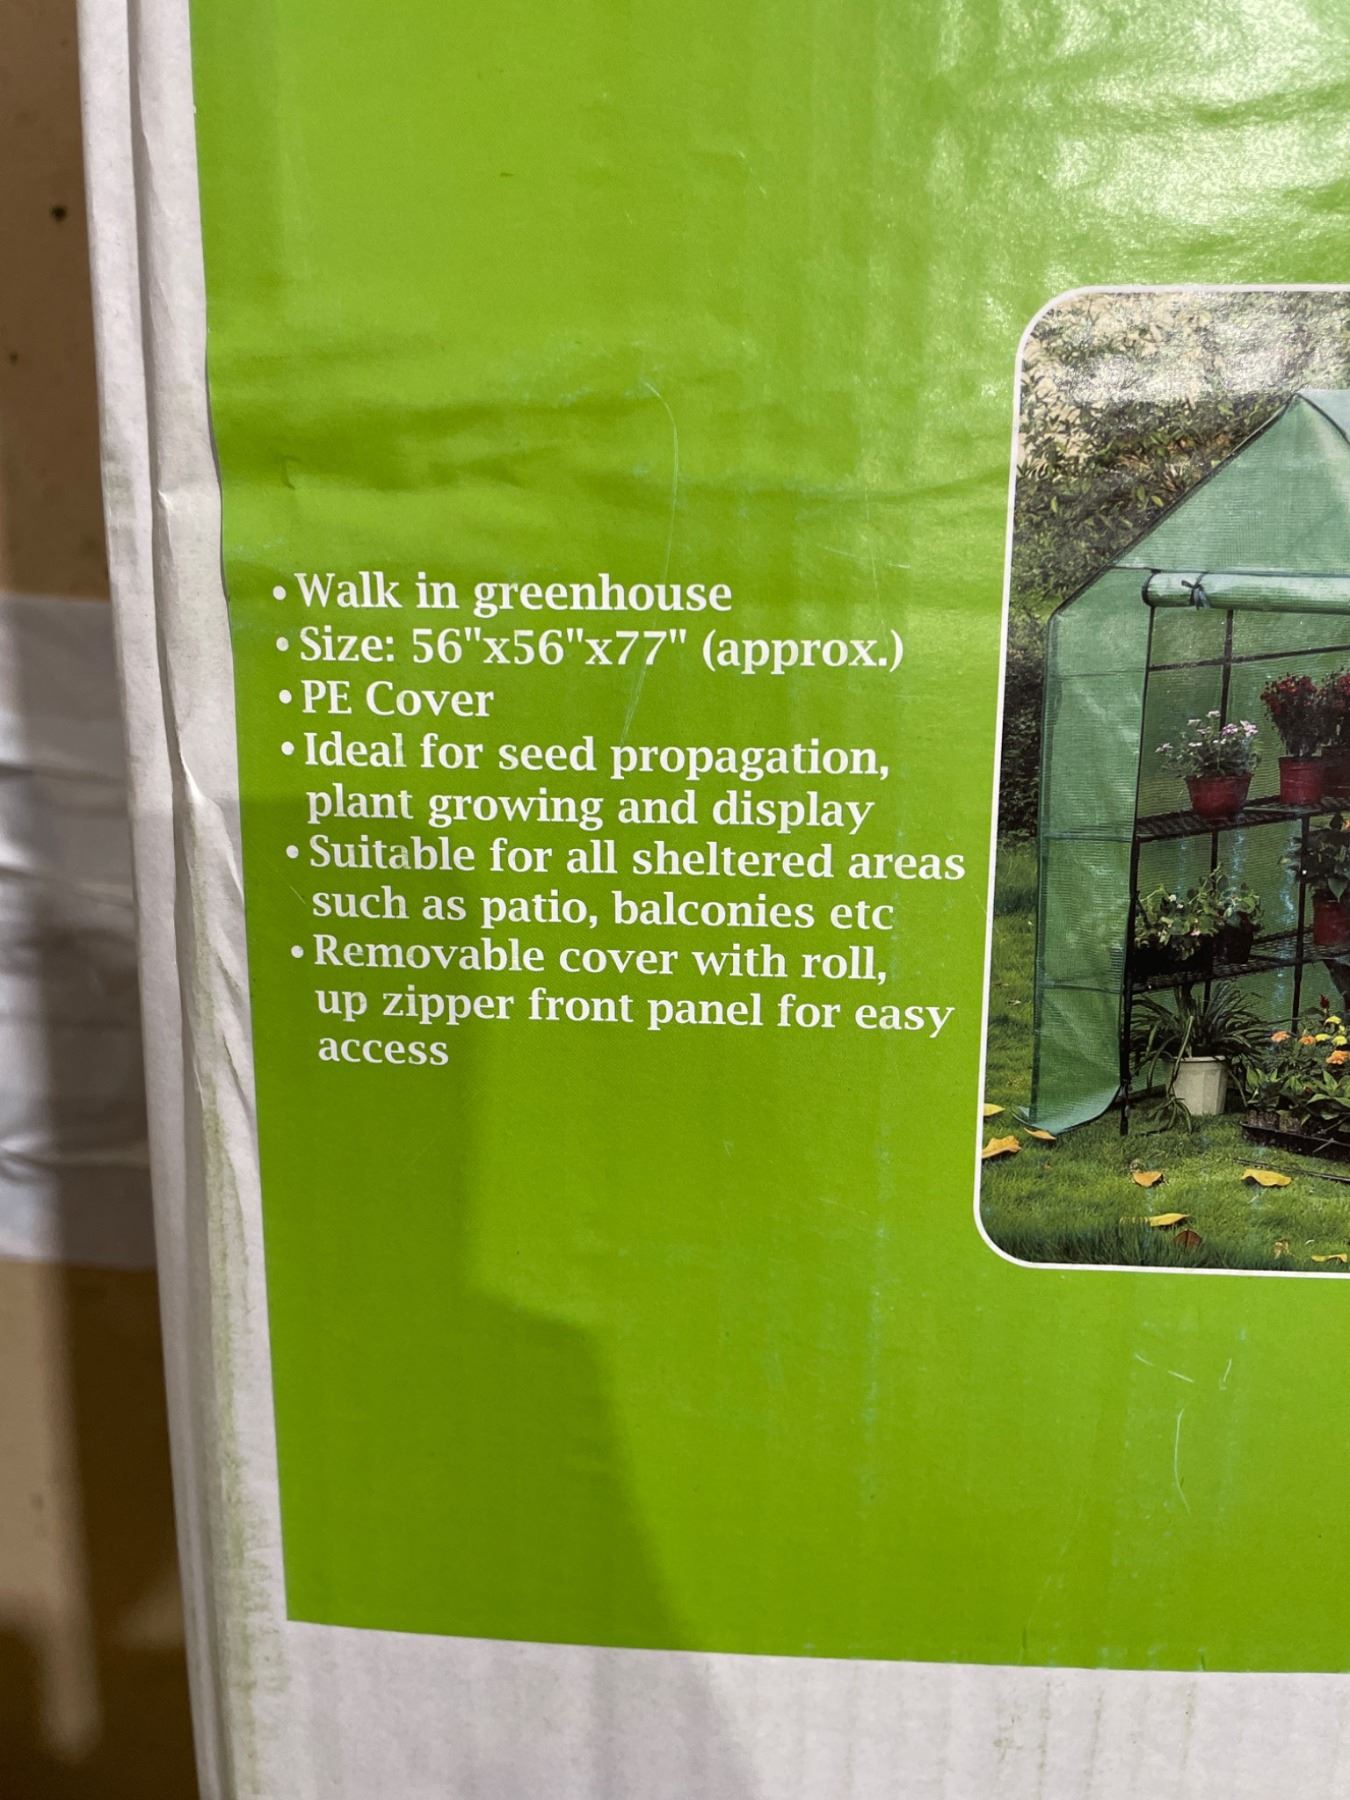 • Walk in greenhouse
• Size: 56"x56"x77" (approx.)
• PE Cover
• Ideal for seed propagation,
plant growing and display
• Suitable for all sheltered areas
such as patio, balconies etc
• Removable cover with roll,
up zipper front panel for easy
access